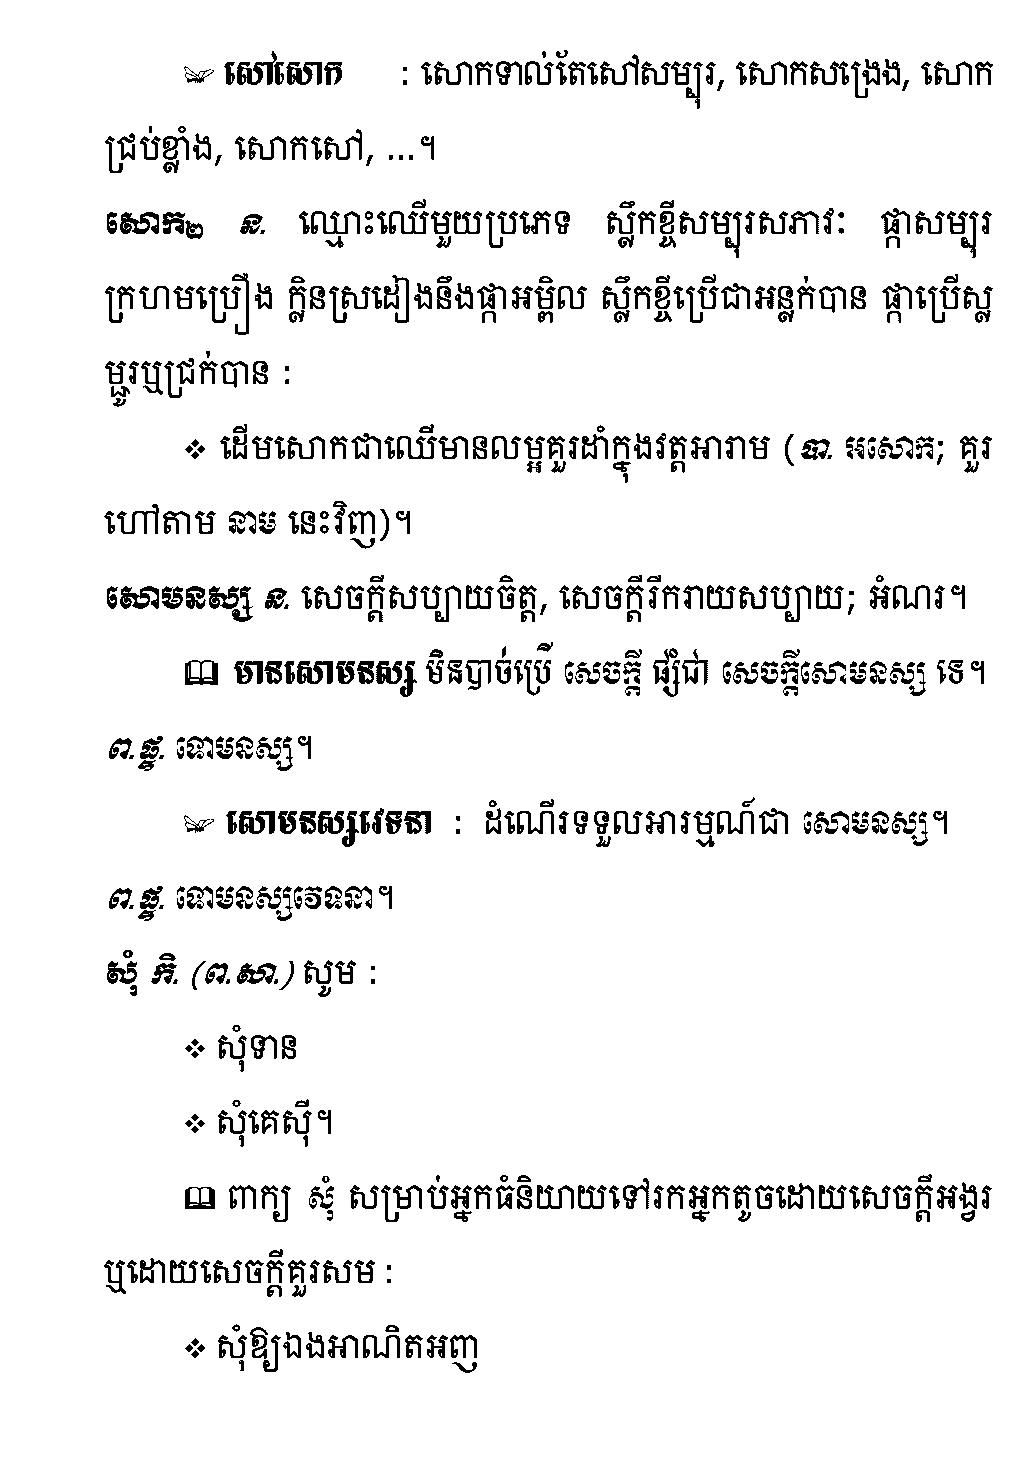 សៅសោក : សោកទាល់តែសៅសម្បុរ, សោកសង្រេង, សោក
ជ្រប់ខ្លាំង, សោកសៅ, ...។
សោក២ ន. ឈ្មោះឈើមួយប្រភេទ ស្លឹកខ្ចីសម្បុរសភាវៈ ផ្កាសម្បុរ
ក្រហមប្រឿង ក្លិនស្រដៀងនឹងផ្កាអម្ពិល ស្លឹកខ្ចីប្រើជាអន្លក់បាន ផ្កាប្រើស្ល
ម្ជូរឬជ្រក់បាន :
❖ ដើមសោកជាឈើមានលម្អគួរដាំក្នុងវត្តអារាម (បា. អសោក; គួរ
ហៅតាម នាម នេះវិញ)។
សោមនស្ស ន. សេចក្ដីសប្បាយចិត្ត, សេចក្ដីរីករាយសប្បាយ; អំណរ។
🕮 មានសោមនស្ស មិនបាច់ប្រើ សេចក្ដី ផ្សំជា សេចក្ដីសោមនស្ស ទេ។
ព.ផ្ទ. ទោមនស្ស។
សោមនស្សវេទនា : ដំណើរទទួលអារម្មណ៍ជា សោមនស្ស។
ព.ផ្ទ. ទោមនស្សវេទនា។
សុំ កិ. (ព.សា.) សូម :
❖ សុំទាន
❖ សុំគេស៊ី។
🕮 ពាក្យ សុំ សម្រាប់អ្នកធំនិយាយទៅរកអ្នកតូចដោយសេចក្ដីអង្វរ
ឬដោយសេចក្ដីគួរសម :
❖ សុំឱ្យឯងអាណិតអញ